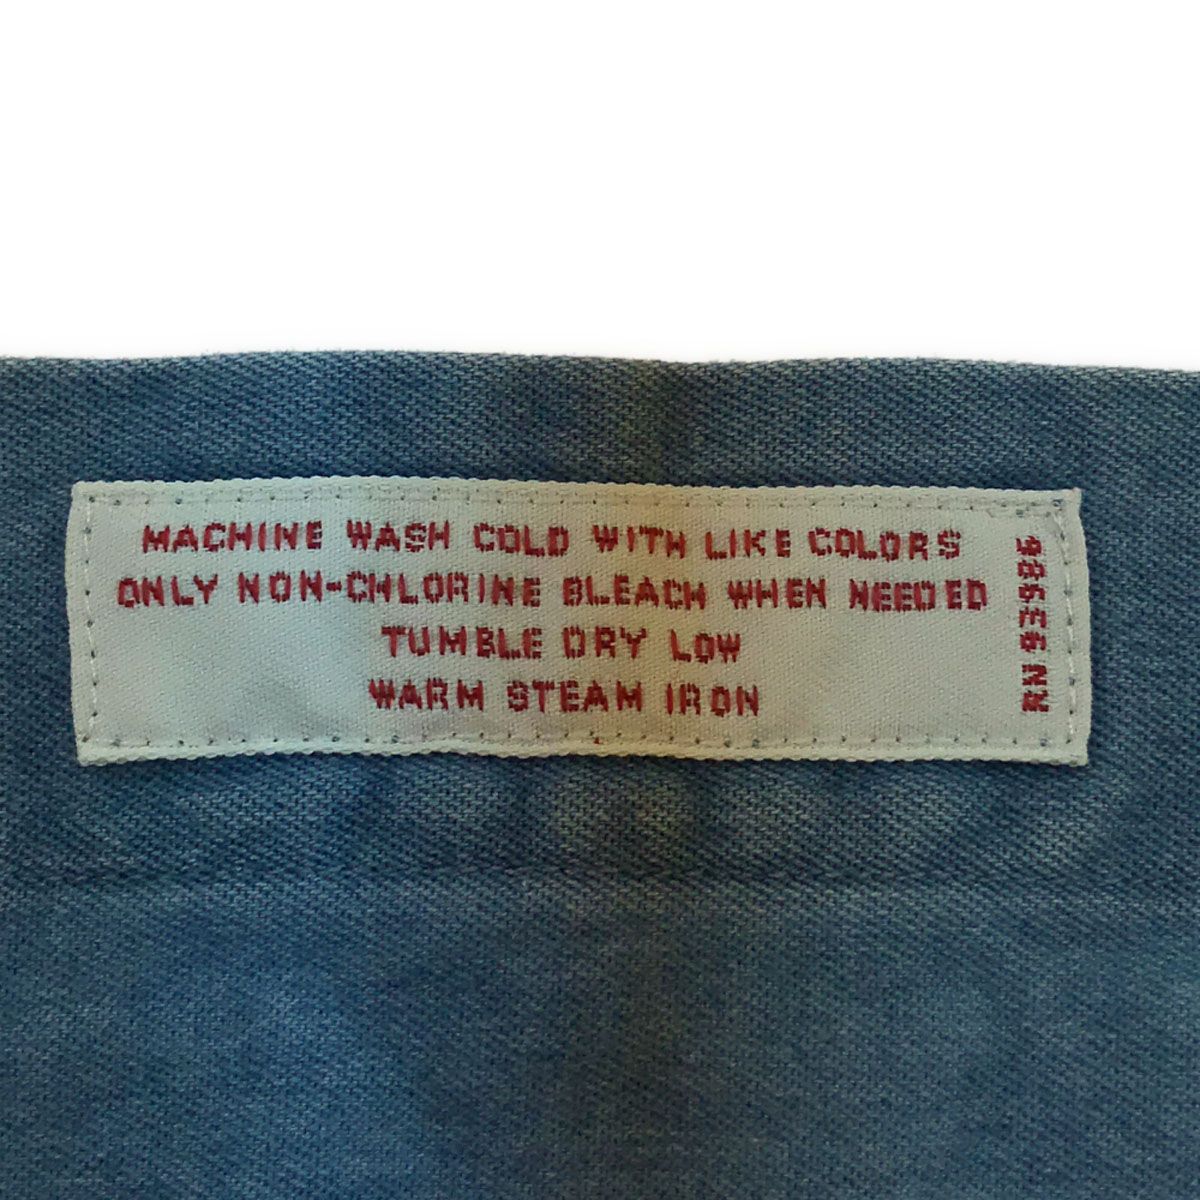 MACHINE WASH COLD WITH LIKE COLORS
ONLY NON-CHLORINE BLEACH WHEN NEEDED
TUMBLE DRY LOW
WARM STEAM IRON
RN 93986